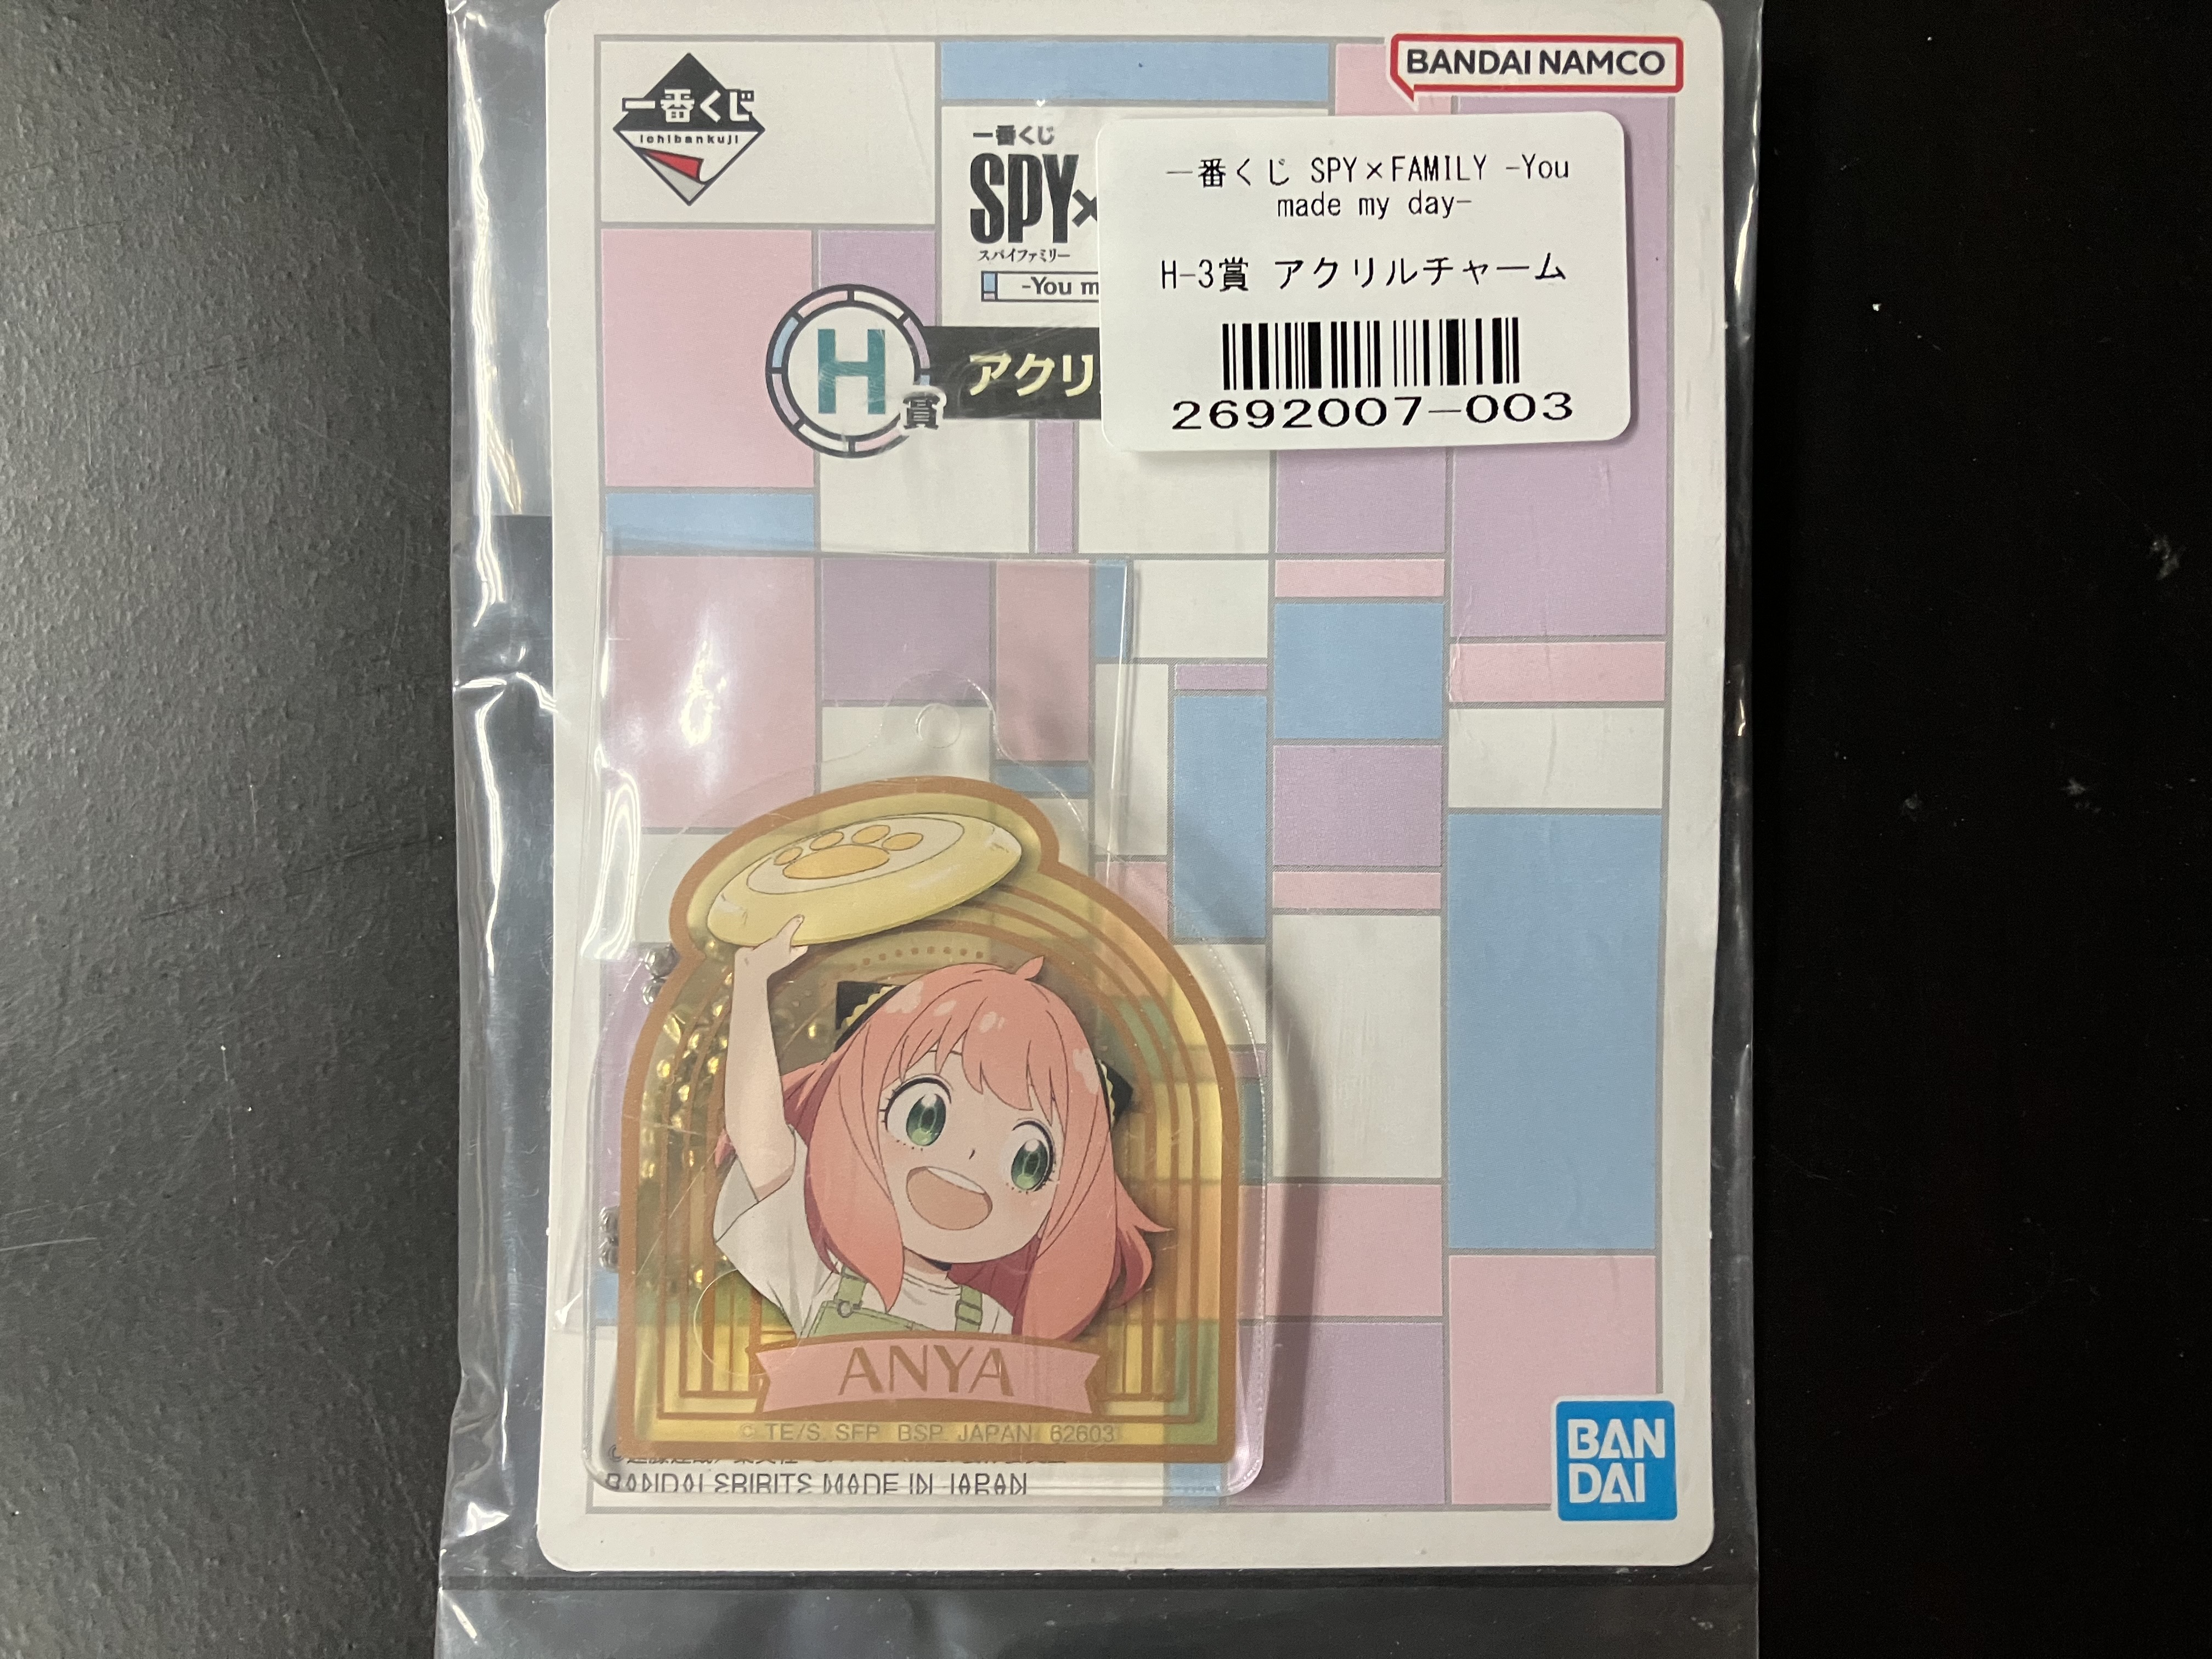 一番くじ
ichibankuji
BANDAI NAMCO
一番くじ
SPY×
スパイファミリー
-You m
H賞
アクリ
一番くじ SPY×FAMILY -You
made my day-
H-3賞 アクリルチャーム
2692007-003
ANYA
© TE/S SFP BSP JAPAN 62603
BANDAI SPIRITS MADE IN JAPAN
BAN
DAI